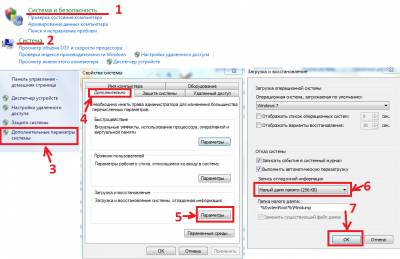 Система и безопасность 1
Проверка состояния компьютера
Архивирование данных компьютера
Поиск и исправление проблем
Система 2
Просмотр объема ОЗУ и скорости процессора
Проверка индекса производительности Windows
Настройка удаленного доступа
Просмотр имени этого компьютера
Диспетчер устройств
Панель управления - домашняя страница
Диспетчер устройств
Настройка удаленного доступа
Защита системы
Дополнительные параметры системы
3
Свойства системы
Имя компьютера
Оборудование
Дополнительно
Защита системы
Удаленный доступ
4
Необходимо иметь права администратора для изменения большинства перечисленных параметров.
Быстродействие
Визуальные эффекты, использование процессора, оперативной и виртуальной памяти
Параметры...
Профили пользователей
Параметры рабочего стола, относящиеся ко входу в систему
Параметры...
Загрузка и восстановление
Загрузка и восстановление системы, отладочная информация
5
Параметры...
Переменные среды...
ОК
Отмена
Применить
Загрузка и восстановление
Загрузка операционной системы
Операционная система, загружаемая по умолчанию:
Windows 7
Отображать список операционных систем:
сек.
Отображать варианты восстановления:
30
сек.
Отказ системы
Записать событие в системный журнал
Выполнить автоматическую перезагрузку
Запись отладочной информации
Малый дамп памяти (256 КБ)
6
Папка малого дампа:
%SystemRoot%\Minidump
Заменять существующий файл дампа
7
ОК
Отмена